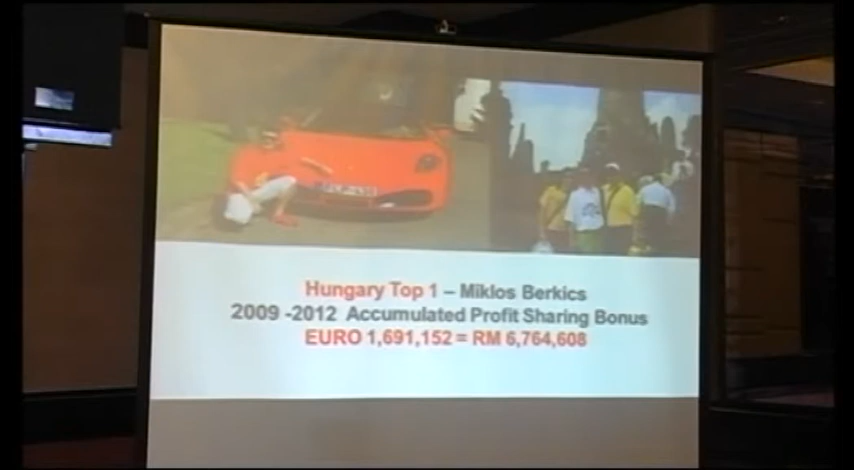 Hungary Top 1 – Miklos Berkics
2009 -2012 Accumulated Profit Sharing Bonus
EURO 1,691,152 = RM 6,764,608